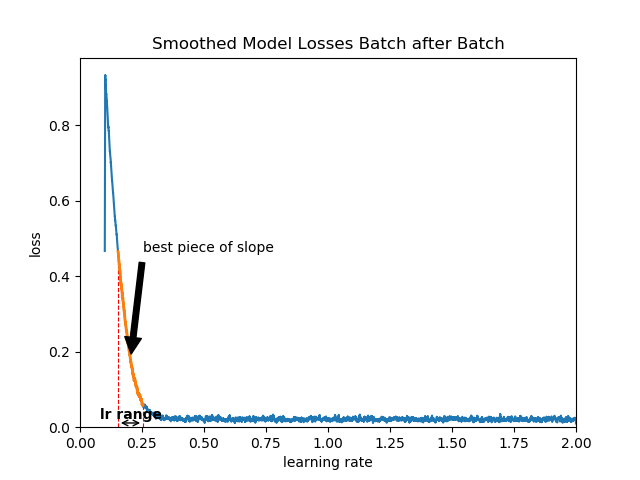 Smoothed Model Losses Batch after Batch
0.8
0.6
loss
best piece of slope
0.4
0.2
lr range
0.0
0.00 0.25 0.50 0.75 1.00 1.25 1.50 1.75 2.00
learning rate